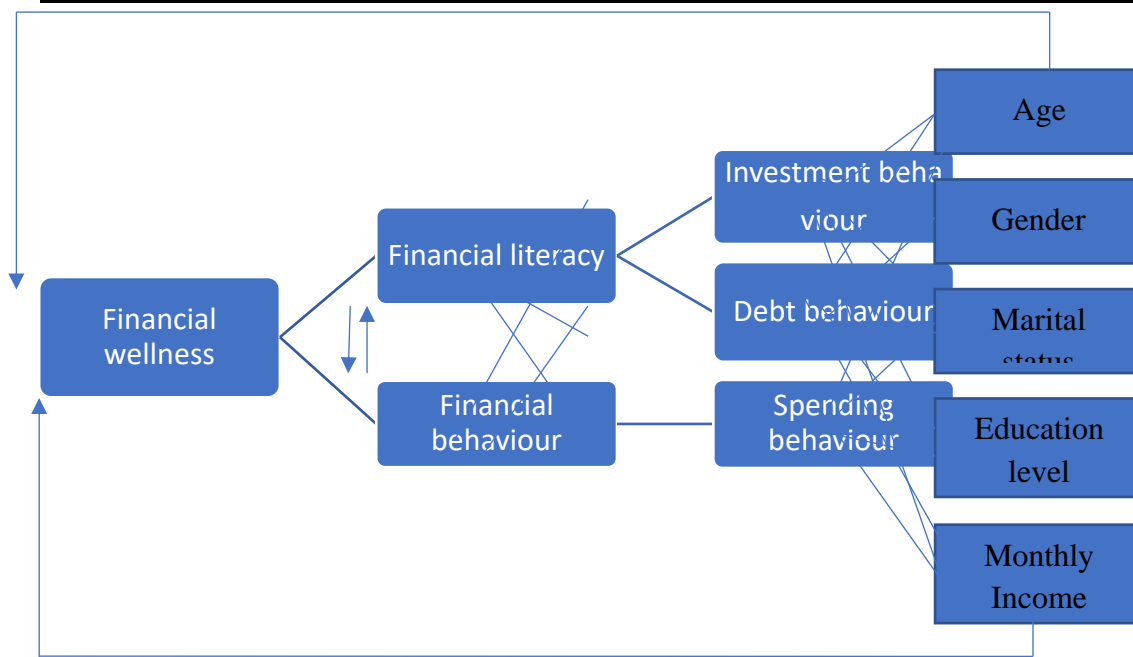 Financial
wellness
Financial literacy
Financial
behaviour
Investment beha
viour
Debt behaviour
Spending
behaviour
Age
Gender
Marital
status
Education
level
Monthly
Income